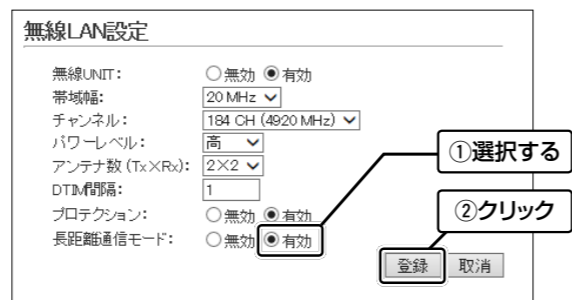 無線LAN設定
無線UNIT： 無効 有効
帯域幅： 20 MHz
チャンネル： 184 CH (4920 MHz)
パワーレベル： 高
アンテナ数 (Tx×Rx)： 2×2
DTIM間隔： 1
プロテクション： 無効 有効
長距離通信モード： 無効 有効
①選択する
②クリック
登録 取消